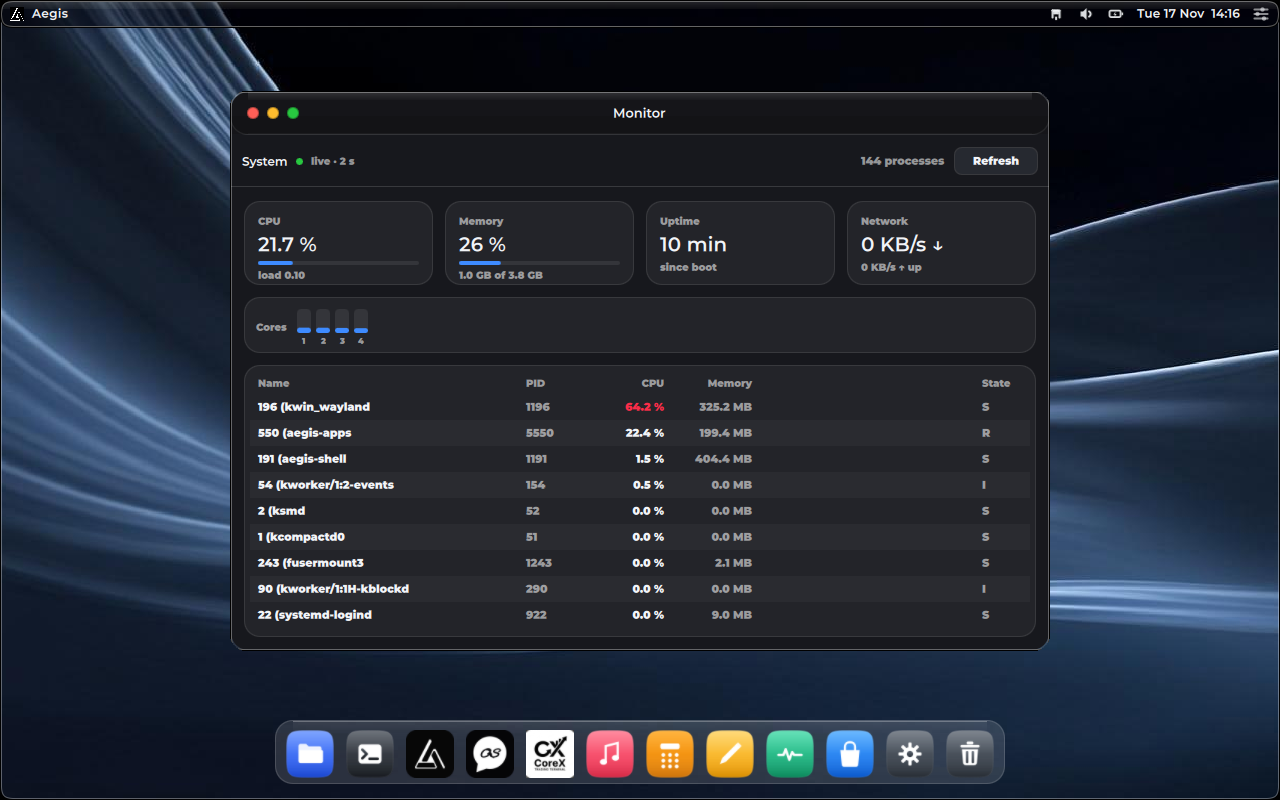 Aegis
Tue 17 Nov 14:16
Monitor
System live • 2 s
144 processes Refresh
CPU
21.7 %
load 0.10
Memory
26 %
1.0 GB of 3.8 GB
Uptime
10 min
since boot
Network
0 KB/s ↓
0 KB/s ↑ up
Cores
1 2 3 4
Name PID CPU Memory State
196 (kwin_wayland 1196 64.2 % 325.2 MB S
550 (aegis-apps 5550 22.4 % 199.4 MB R
191 (aegis-shell 1191 1.5 % 404.4 MB S
54 (kworker/1:2-events 154 0.5 % 0.0 MB I
2 (ksmd 52 0.0 % 0.0 MB S
1 (kcompactd0 51 0.0 % 0.0 MB S
243 (fusermount3 1243 0.0 % 2.1 MB S
90 (kworker/1:1H-kblockd 290 0.0 % 0.0 MB I
22 (systemd-logind 922 0.0 % 9.0 MB S
as
CX
CoreX